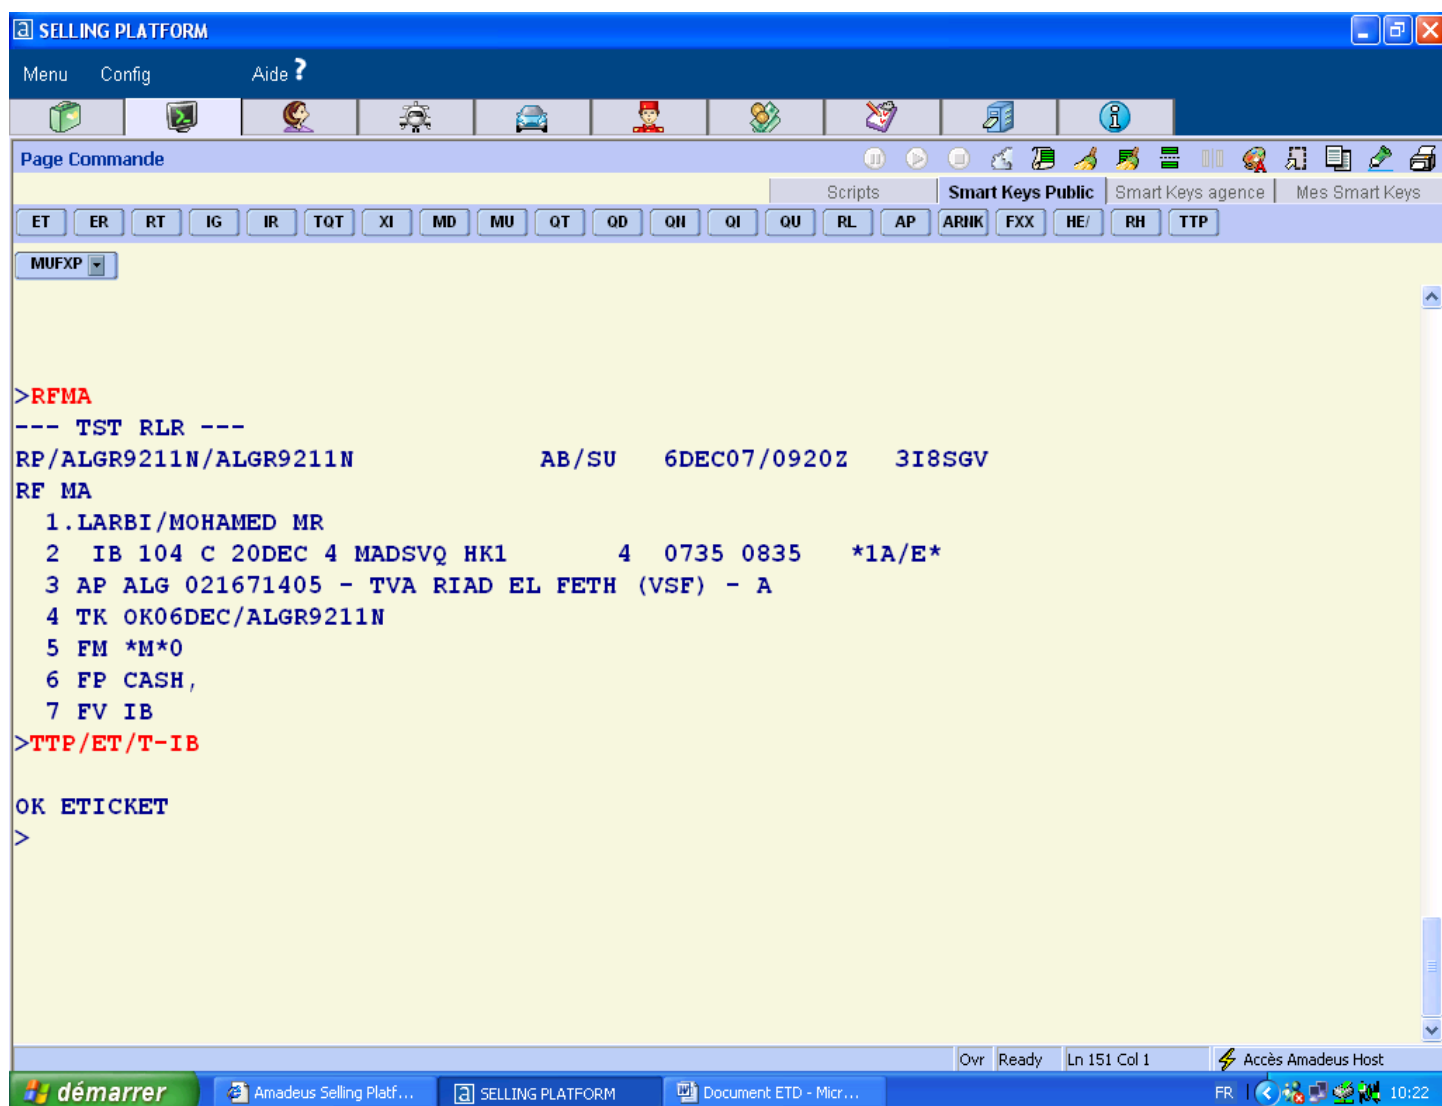 a SELLING PLATFORM
Menu Config Aide ?
Page Commande
Scripts Smart Keys Public Smart Keys agence Mes Smart Keys
ET ER RT IG IR TQT XI MD MU QT QD QN QI QU RL AP ARNK FXX HE/ RH TTP
MUFXP
>RFMA
--- TST RLR ---
RP/ALGR9211N/ALGR9211N AB/SU 6DEC07/0920Z 3I8SGV
RF MA
1.LARBI/MOHAMED MR
2 IB 104 C 20DEC 4 MADSVQ HK1 4 0735 0835 *1A/E*
3 AP ALG 021671405 - TVA RIAD EL FETH (VSF) - A
4 TK OK06DEC/ALGR9211N
5 FM *M*0
6 FP CASH,
7 FV IB
>TTP/ET/T-IB
OK ETICKET
>
Ovr Ready Ln 151 Col 1 Accès Amadeus Host
démarrer Amadeus Selling Platf... a SELLING PLATFORM Document ETD - Micr... FR 10:22